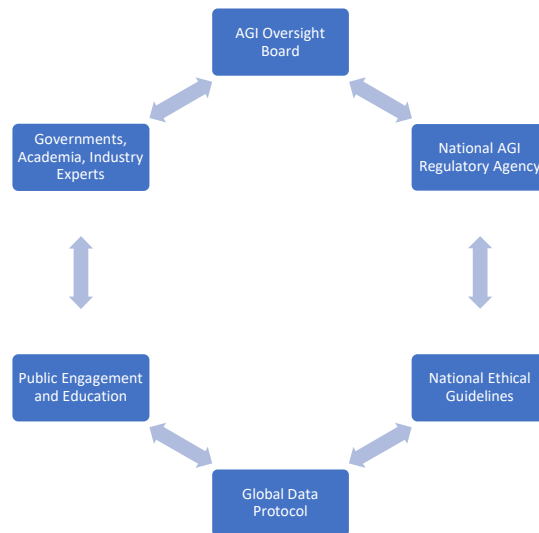 AGI Oversight
Board
Governments,
Academia, Industry
Experts
National AGI
Regulatory Agency
Public Engagement
and Education
National Ethical
Guidelines
Global Data
Protocol